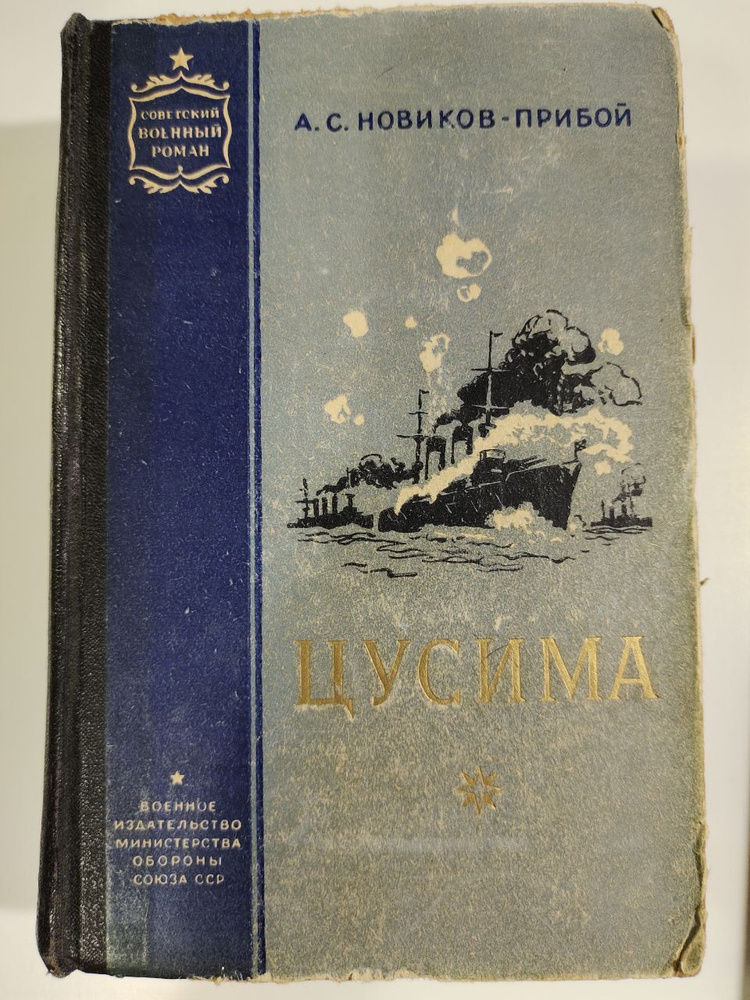 СОВЕТСКИЙ
ВОЕННЫЙ
РОМАН
А. С. НОВИКОВ-ПРИБОЙ
ЦУСИМА
ВОЕННОЕ
ИЗДАТЕЛЬСТВО
МИНИСТЕРСТВА
ОБОРОНЫ
СОЮЗА ССР